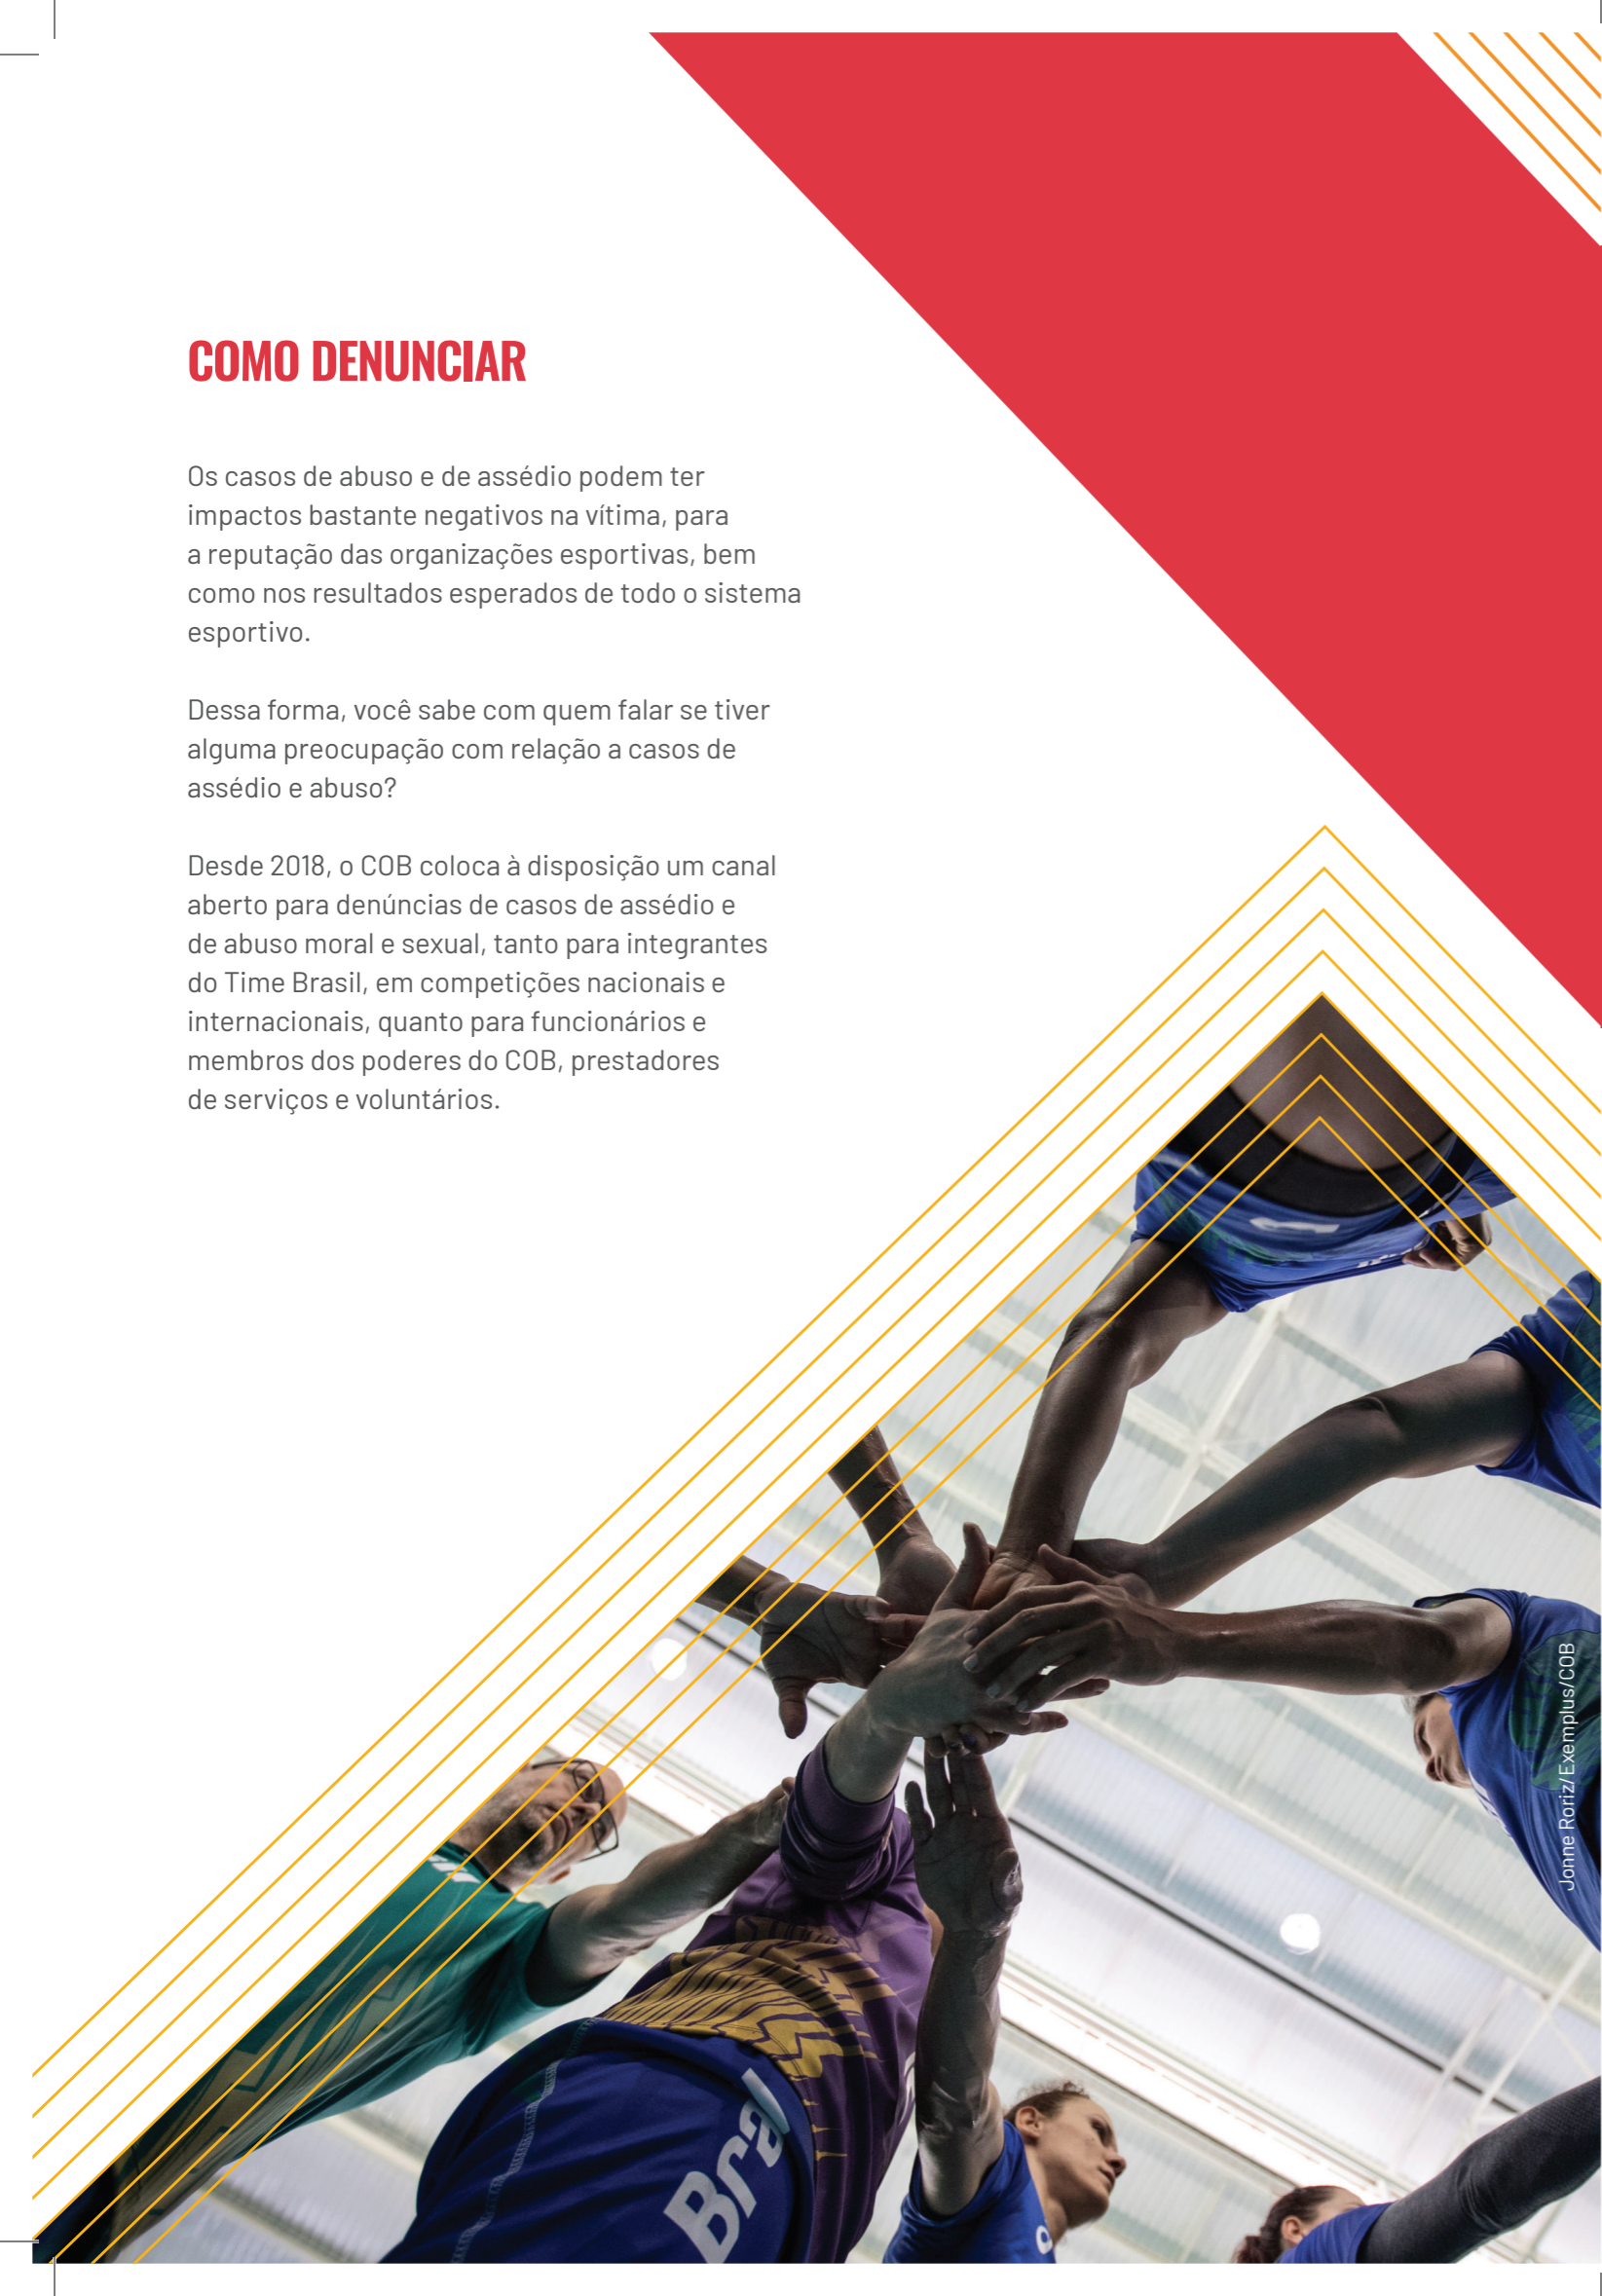 COMO DENUNCIAR
Os casos de abuso e de assédio podem ter
impactos bastante negativos na vítima, para
a reputação das organizações esportivas, bem
como nos resultados esperados de todo o sistema
esportivo.
Dessa forma, você sabe com quem falar se tiver
alguma preocupação com relação a casos de
assédio e abuso?
Desde 2018, o COB coloca à disposição um canal
aberto para denúncias de casos de assédio e
de abuso moral e sexual, tanto para integrantes
do Time Brasil, em competições nacionais e
internacionais, quanto para funcionários e
membros dos poderes do COB, prestadores
de serviços e voluntários.
Jonne Roriz/Exemplus/COB
Bra